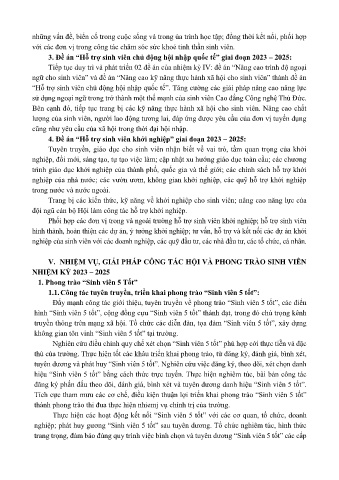 những vấn đề, biến cố trong cuộc sống và trong ùa trình học tập; đồng thời kết nối, phối hợp
với các đơn vị trong công tác chăm sóc sức khoẻ tinh thần sinh viên.
3. Đề án “Hỗ trợ sinh viên chủ động hội nhập quốc tế” giai đoạn 2023 – 2025:
Tiếp tục duy trì và phát triển 02 đề án của nhiệm kỳ IV: đề án “Nâng cao trình độ ngoại
ngữ cho sinh viên” và đề án “Nâng cao kỹ năng thực hành xã hội cho sinh viên” thành đề án
“Hỗ trợ sinh viên chủ động hội nhập quốc tế”. Tăng cường các giải pháp nâng cao năng lực
sử dụng ngoại ngữ trong trở thành một thế mạnh của sinh viên Cao đẳng Công nghệ Thủ Đức.
Bên cạnh đó, tiếp tục trang bị các kỹ năng thực hành xã hội cho sinh viên. Nâng cao chất
lượng của sinh viên, người lao động tương lai, đáp ứng được yêu cầu của đơn vị tuyển dụng
cũng như yêu cầu của xã hội trong thời đại hội nhập.
4. Đề án “Hỗ trợ sinh viên khởi nghiệp” giai đoạn 2023 – 2025:
Tuyên truyền, giáo dục cho sinh viên nhận biết về vai trò, tầm quan trọng của khởi
nghiệp, đổi mới, sáng tạo, tự tạo việc làm; cập nhật xu hướng giáo dục toàn cầu; các chương
trình giáo dục khởi nghiệp của thành phố, quốc gia và thế giới; các chính sách hỗ trợ khởi
nghiệp của nhà nước; các vườn ươm, không gian khởi nghiệp, các quỹ hỗ trợ khởi nghiệp
trong nước và nước ngoài.
Trang bị các kiến thức, kỹ năng về khởi nghiệp cho sinh viên; nâng cao năng lực của
đội ngũ cán bộ Hội làm công tác hỗ trợ khởi nghiệp.
Phối hợp các đơn vị trong và ngoài trường hỗ trợ sinh viên khởi nghiệp; hỗ trợ sinh viên
hình thành, hoàn thiện các dự án, ý tưởng khởi nghiệp; tư vấn, hỗ trợ và kết nối các dự án khởi
nghiệp của sinh viên với các doanh nghiệp, các quỹ đầu tư, các nhà đầu tư, các tổ chức, cá nhân.
V. NHIỆM VỤ, GIẢI PHÁP CÔNG TÁC HỘI VÀ PHONG TRÀO SINH VIÊN
NHIỆM KỲ 2023 – 2025
1. Phong trào “Sinh viên 5 Tốt”
1.1. Công tác tuyên truyền, triển khai phong trào “Sinh viên 5 tốt”:
Đẩy mạnh công tác giới thiệu, tuyên truyền về phong trào “Sinh viên 5 tốt”, các điển
hình “Sinh viên 5 tốt”, cộng đồng cựu “Sinh viên 5 tốt” thành đạt, trong đó chú trọng kênh
truyền thông trên mạng xã hội. Tổ chức các diễn đàn, tọa đàm “Sinh viên 5 tốt”, xây dựng
không gian tôn vinh “Sinh viên 5 tốt” tại trường.
Nghiên cứu điều chỉnh quy chế xét chọn “Sinh viên 5 tốt” phù hợp với thực tiễn và đặc
thù của trường. Thực hiện tốt các khâu triển khai phong trào, từ đăng ký, đánh giá, bình xét,
tuyên dương và phát huy “Sinh viên 5 tốt”. Nghiên cứu việc đăng ký, theo dõi, xét chọn danh
hiệu “Sinh viên 5 tốt” bằng cách thức trực tuyến. Thực hiện nghiêm túc, bài bản công tác
đăng ký phấn đấu theo dõi, đánh giá, bình xét và tuyên dương danh hiệu “Sinh viên 5 tốt”.
Tích cực tham mưu các cơ chế, điều kiện thuận lợi triển khai phong trào “Sinh viên 5 tốt”
thành phong trào thi đua thực hiện nhiemj vụ chính trị của trường.
Thực hiện các hoạt động kết nối “Sinh viên 5 tốt” với các cơ quan, tổ chức, doanh
nghiệp; phát huy gương “Sinh viên 5 tốt” sau tuyên dương. Tổ chức nghiêm túc, hình thức
trang trọng, đảm bảo đúng quy trình việc bình chọn và tuyên dương “Sinh viên 5 tốt” các cấp